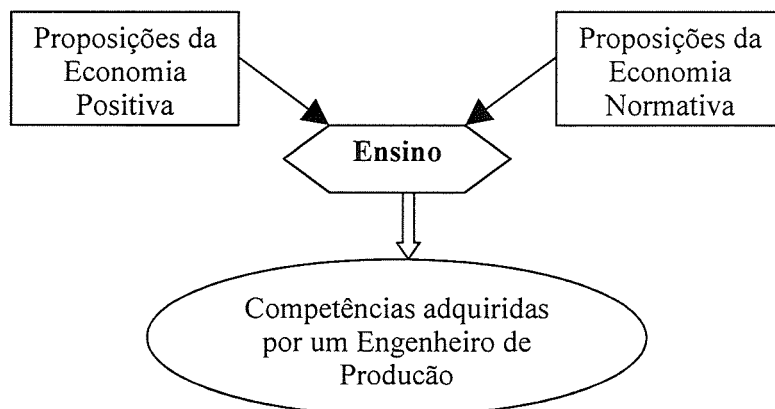 Proposições da
Economia
Positiva
Proposições da
Economia
Normativa
Ensino
Competências adquiridas
por um Engenheiro de
Producão